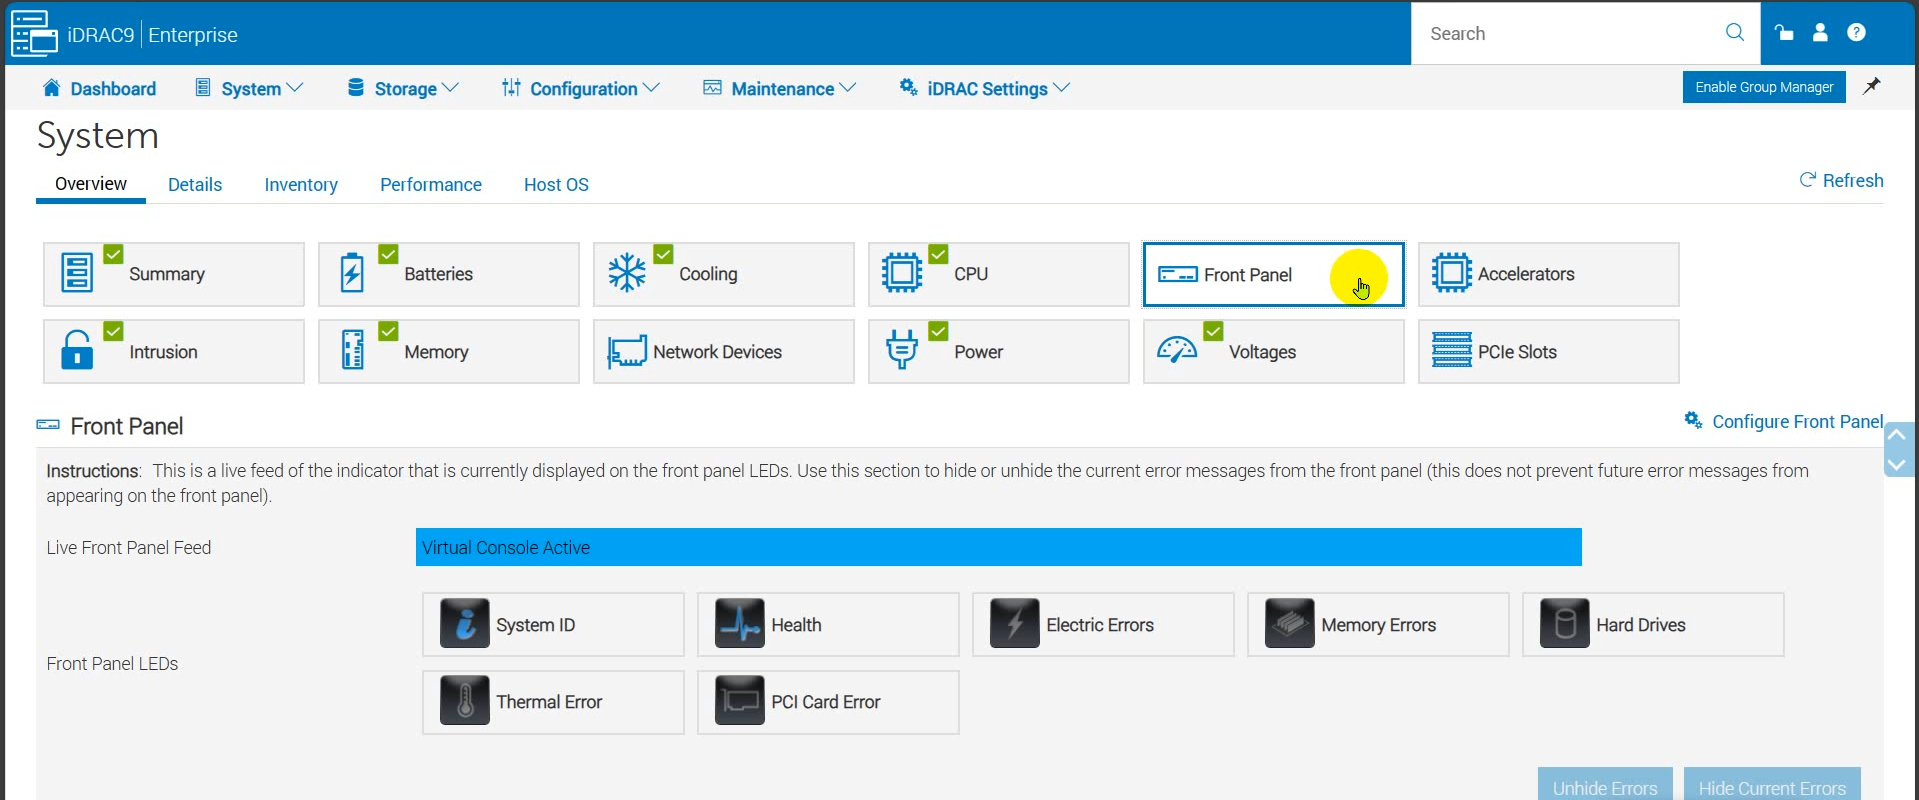 iDRAC9 | Enterprise
Search
Dashboard
System
Storage
Configuration
Maintenance
iDRAC Settings
Enable Group Manager
System
Overview
Details
Inventory
Performance
Host OS
Refresh
Summary
Batteries
Cooling
CPU
Front Panel
Accelerators
Intrusion
Memory
Network Devices
Power
Voltages
PCIe Slots
Front Panel
Configure Front Panel
Instructions: This is a live feed of the indicator that is currently displayed on the front panel LEDs. Use this section to hide or unhide the current error messages from the front panel (this does not prevent future error messages from
appearing on the front panel).
Live Front Panel Feed
Virtual Console Active
Front Panel LEDs
System ID
Health
Electric Errors
Memory Errors
Hard Drives
Thermal Error
PCI Card Error
Unhide Errors
Hide Current Errors